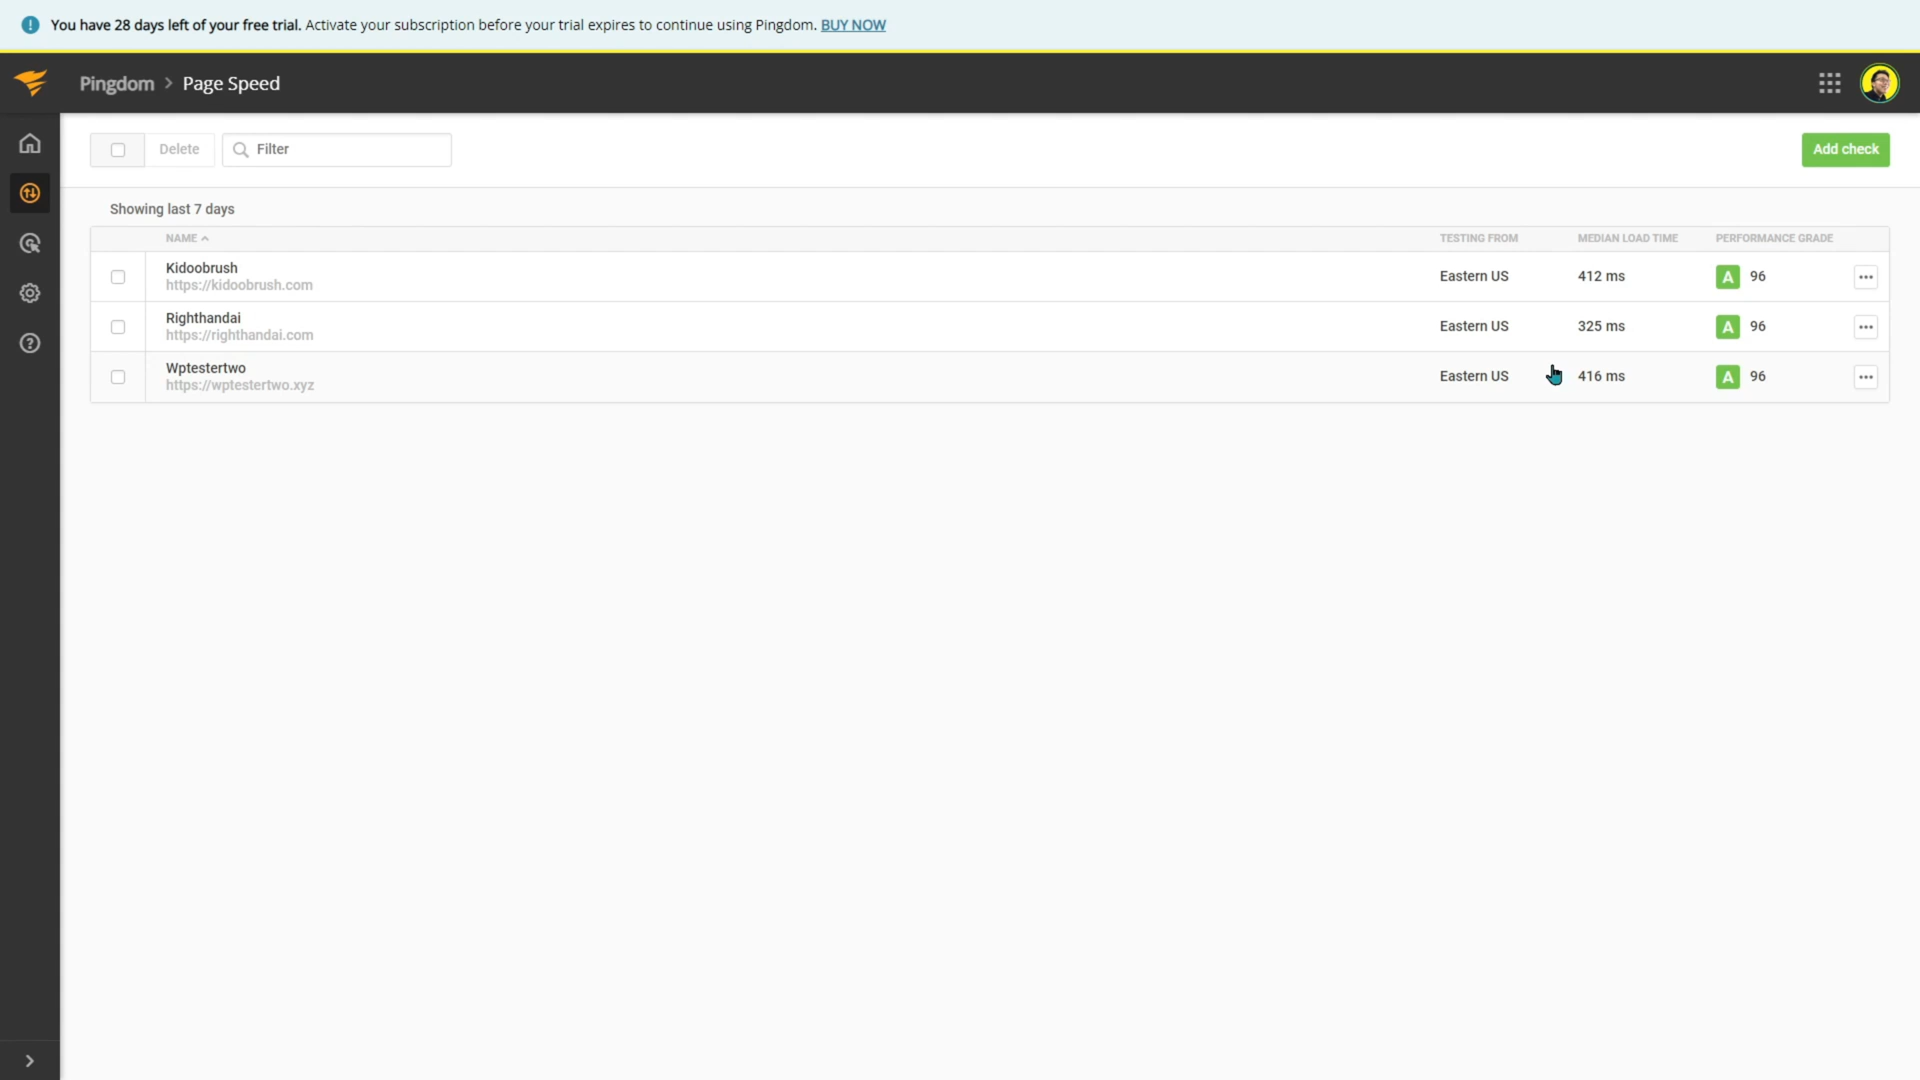 You have 28 days left of your free trial. Activate your subscription before your trial expires to continue using Pingdom. BUY NOW
Pingdom > Page Speed
Delete
Filter
Add check
Showing last 7 days
NAME TESTING FROM MEDIAN LOAD TIME PERFORMANCE GRADE
Kidoobrush
https://kidoobrush.com
Eastern US 412 ms A 96
Righthandai
https://righthandai.com
Eastern US 325 ms A 96
Wptestertwo
https://wptestertwo.xyz
Eastern US 416 ms A 96